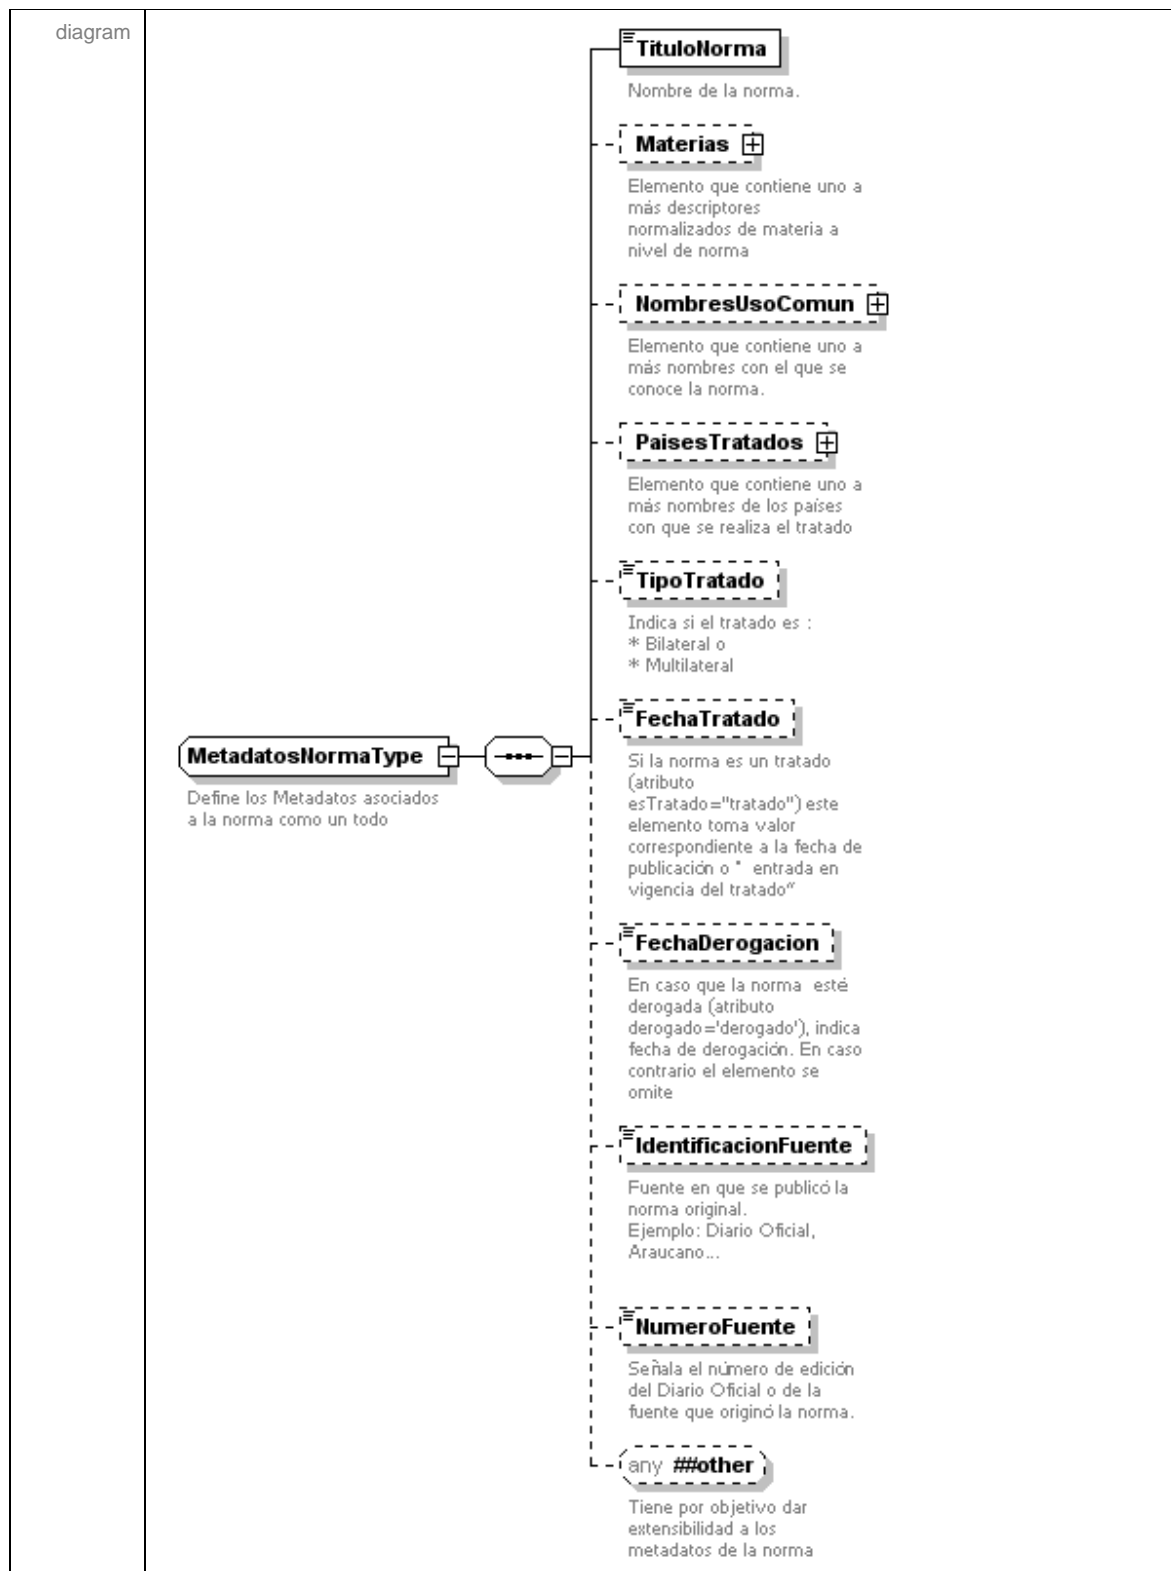 diagram
TituloNorma
Nombre de la norma.
Materias
Elemento que contiene uno a
más descriptores
normalizados de materia a
nivel de norma
NombresUsoComun
Elemento que contiene uno a
más nombres con el que se
conoce la norma.
PaisesTratados
Elemento que contiene uno a
más nombres de los países
con que se realiza el tratado
TipoTratado
Indica si el tratado es :
* Bilateral o
* Multilateral
FechaTratado
Si la norma es un tratado
(atributo
esTratado="tratado") este
elemento toma valor
correspondiente a la fecha de
publicación o " entrada en
vigencia del tratado"
MetadatosNormaType
Define los Metadatos asociados
a la norma como un todo
FechaDerogacion
En caso que la norma esté
derogada (atributo
derogado='derogado'), indica
fecha de derogación. En caso
contrario el elemento se
omite
IdentificacionFuente
Fuente en que se publicó la
norma original.
Ejemplo: Diario Oficial,
Araucano...
NumeroFuente
Señala el número de edición
del Diario Oficial o de la
fuente que originó la norma.
any ##other
Tiene por objetivo dar
extensibilidad a los
metadatos de la norma